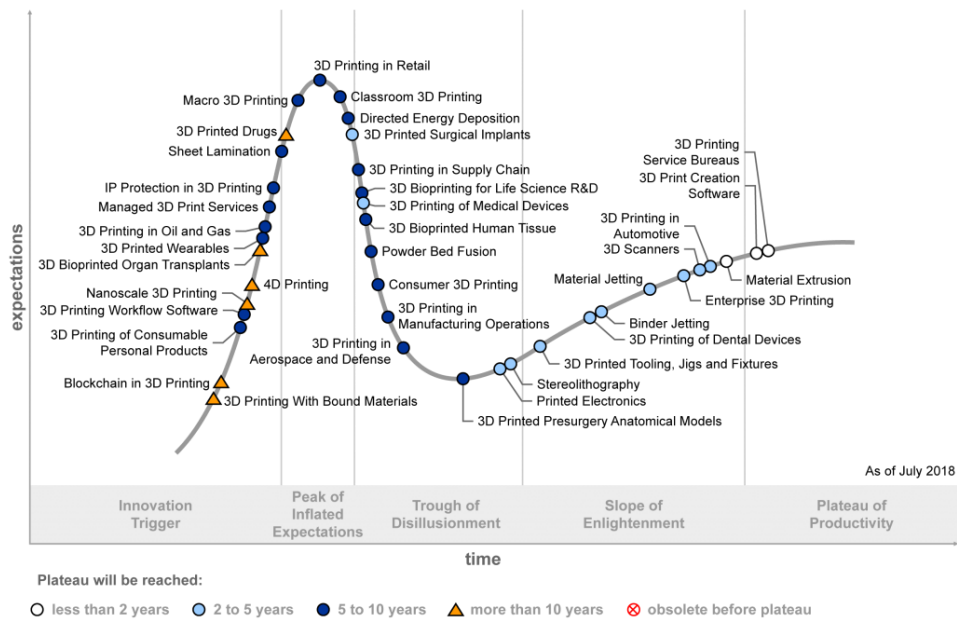 3D Printing in Retail
Macro 3D Printing
Classroom 3D Printing
Directed Energy Deposition
3D Printed Drugs
3D Printed Surgical Implants
Sheet Lamination
3D Printing in Supply Chain
IP Protection in 3D Printing
3D Bioprinting for Life Science R&D
Managed 3D Print Services
3D Printing of Medical Devices
3D Printing in Oil and Gas
3D Bioprinted Human Tissue
3D Printed Wearables
Powder Bed Fusion
3D Bioprinted Organ Transplants
4D Printing
Consumer 3D Printing
Nanoscale 3D Printing
3D Printing Workflow Software
3D Printing in
Manufacturing Operations
3D Printing of Consumable
Personal Products
3D Printing in
Aerospace and Defense
Blockchain in 3D Printing
3D Printing With Bound Materials
3D Printed Presurgery Anatomical Models
Printed Electronics
Stereolithography
3D Printed Tooling, Jigs and Fixtures
3D Printing of Dental Devices
Binder Jetting
Material Jetting
Enterprise 3D Printing
3D Scanners
3D Printing in
Automotive
Material Extrusion
3D Print Creation
Software
3D Printing
Service Bureaus
expectations
As of July 2018
Innovation
Trigger
Peak of
Inflated
Expectations
Trough of
Disillusionment
Slope of
Enlightenment
Plateau of
Productivity
time
Plateau will be reached:
less than 2 years
2 to 5 years
5 to 10 years
more than 10 years
obsolete before plateau